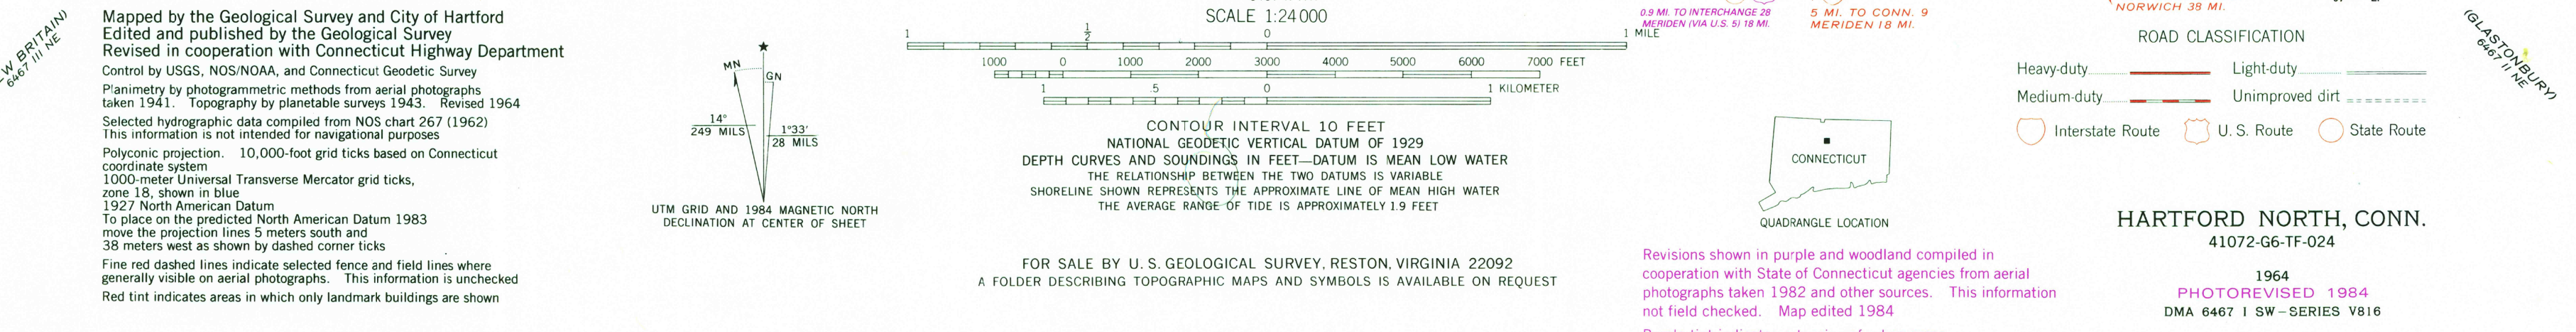 W BRITAIN)
6467 III NE
Mapped by the Geological Survey and City of Hartford
Edited and published by the Geological Survey
Revised in cooperation with Connecticut Highway Department
Control by USGS, NOS/NOAA, and Connecticut Geodetic Survey
Planimetry by photogrammetric methods from aerial photographs
taken 1941. Topography by planetable surveys 1943. Revised 1964
Selected hydrographic data compiled from NOS chart 267 (1962)
This information is not intended for navigational purposes
Polyconic projection. 10,000-foot grid ticks based on Connecticut
coordinate system
1000-meter Universal Transverse Mercator grid ticks,
zone 18, shown in blue
1927 North American Datum
To place on the predicted North American Datum 1983
move the projection lines 5 meters south and
38 meters west as shown by dashed corner ticks
Fine red dashed lines indicate selected fence and field lines where
generally visible on aerial photographs. This information is unchecked
Red tint indicates areas in which only landmark buildings are shown
MN
GN
14°
249 MILS
1°33′
28 MILS
UTM GRID AND 1984 MAGNETIC NORTH
DECLINATION AT CENTER OF SHEET
SCALE 1:24 000
1 1/2 0 1 MILE
1000 0 1000 2000 3000 4000 5000 6000 7000 FEET
1 .5 0 1 KILOMETER
CONTOUR INTERVAL 10 FEET
NATIONAL GEODETIC VERTICAL DATUM OF 1929
DEPTH CURVES AND SOUNDINGS IN FEET—DATUM IS MEAN LOW WATER
THE RELATIONSHIP BETWEEN THE TWO DATUMS IS VARIABLE
SHORELINE SHOWN REPRESENTS THE APPROXIMATE LINE OF MEAN HIGH WATER
THE AVERAGE RANGE OF TIDE IS APPROXIMATELY 1.9 FEET
FOR SALE BY U. S. GEOLOGICAL SURVEY, RESTON, VIRGINIA 22092
A FOLDER DESCRIBING TOPOGRAPHIC MAPS AND SYMBOLS IS AVAILABLE ON REQUEST
0.9 MI. TO INTERCHANGE 28
MERIDEN (VIA U.S. 5) 18 MI.
5 MI. TO CONN. 9
MERIDEN 18 MI.
NORWICH 38 MI.
CONNECTICUT
QUADRANGLE LOCATION
Revisions shown in purple and woodland compiled in
cooperation with State of Connecticut agencies from aerial
photographs taken 1982 and other sources. This information
not field checked. Map edited 1984
ROAD CLASSIFICATION
Heavy-duty Light-duty
Medium-duty Unimproved dirt
Interstate Route U. S. Route State Route
(GLASTONBURY)
6467 II NE
HARTFORD NORTH, CONN.
41072-G6-TF-024
1964
PHOTOREVISED 1984
DMA 6467 I SW–SERIES V816